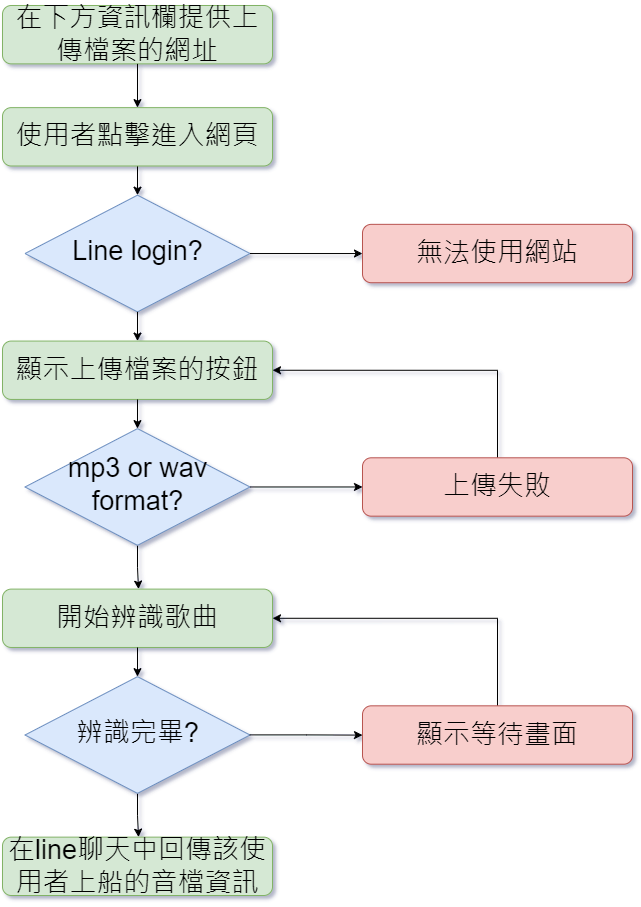 在下方資訊欄提供上
傳檔案的網址
使用者點擊進入網頁
Line login?
無法使用網站
顯示上傳檔案的按鈕
mp3 or wav
format?
上傳失敗
開始辨識歌曲
辨識完畢?
顯示等待畫面
在line聊天中回傳該使
用者上船的音檔資訊